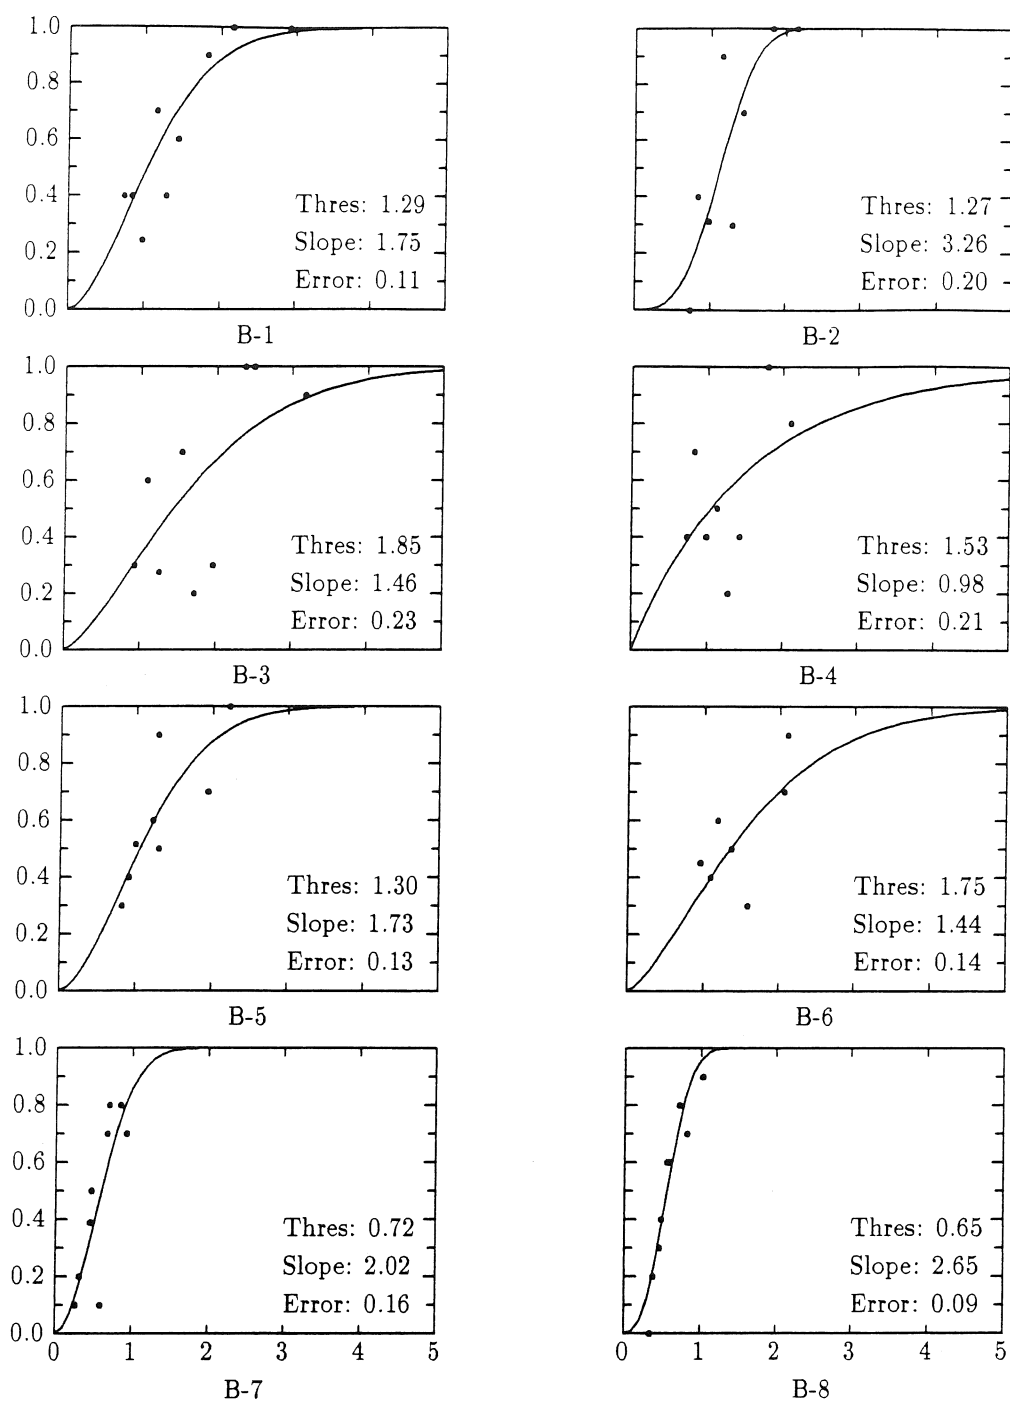 1.0
0.8
0.6
0.4
0.2
0.0
Thres: 1.29
Slope: 1.75
Error: 0.11
B-1
Thres: 1.27
Slope: 3.26
Error: 0.20
B-2
1.0
0.8
0.6
0.4
0.2
0.0
Thres: 1.85
Slope: 1.46
Error: 0.23
B-3
Thres: 1.53
Slope: 0.98
Error: 0.21
B-4
1.0
0.8
0.6
0.4
0.2
0.0
Thres: 1.30
Slope: 1.73
Error: 0.13
B-5
Thres: 1.75
Slope: 1.44
Error: 0.14
B-6
1.0
0.8
0.6
0.4
0.2
0.0
Thres: 0.72
Slope: 2.02
Error: 0.16
0 1 2 3 4 5
B-7
Thres: 0.65
Slope: 2.65
Error: 0.09
0 1 2 3 4 5
B-8